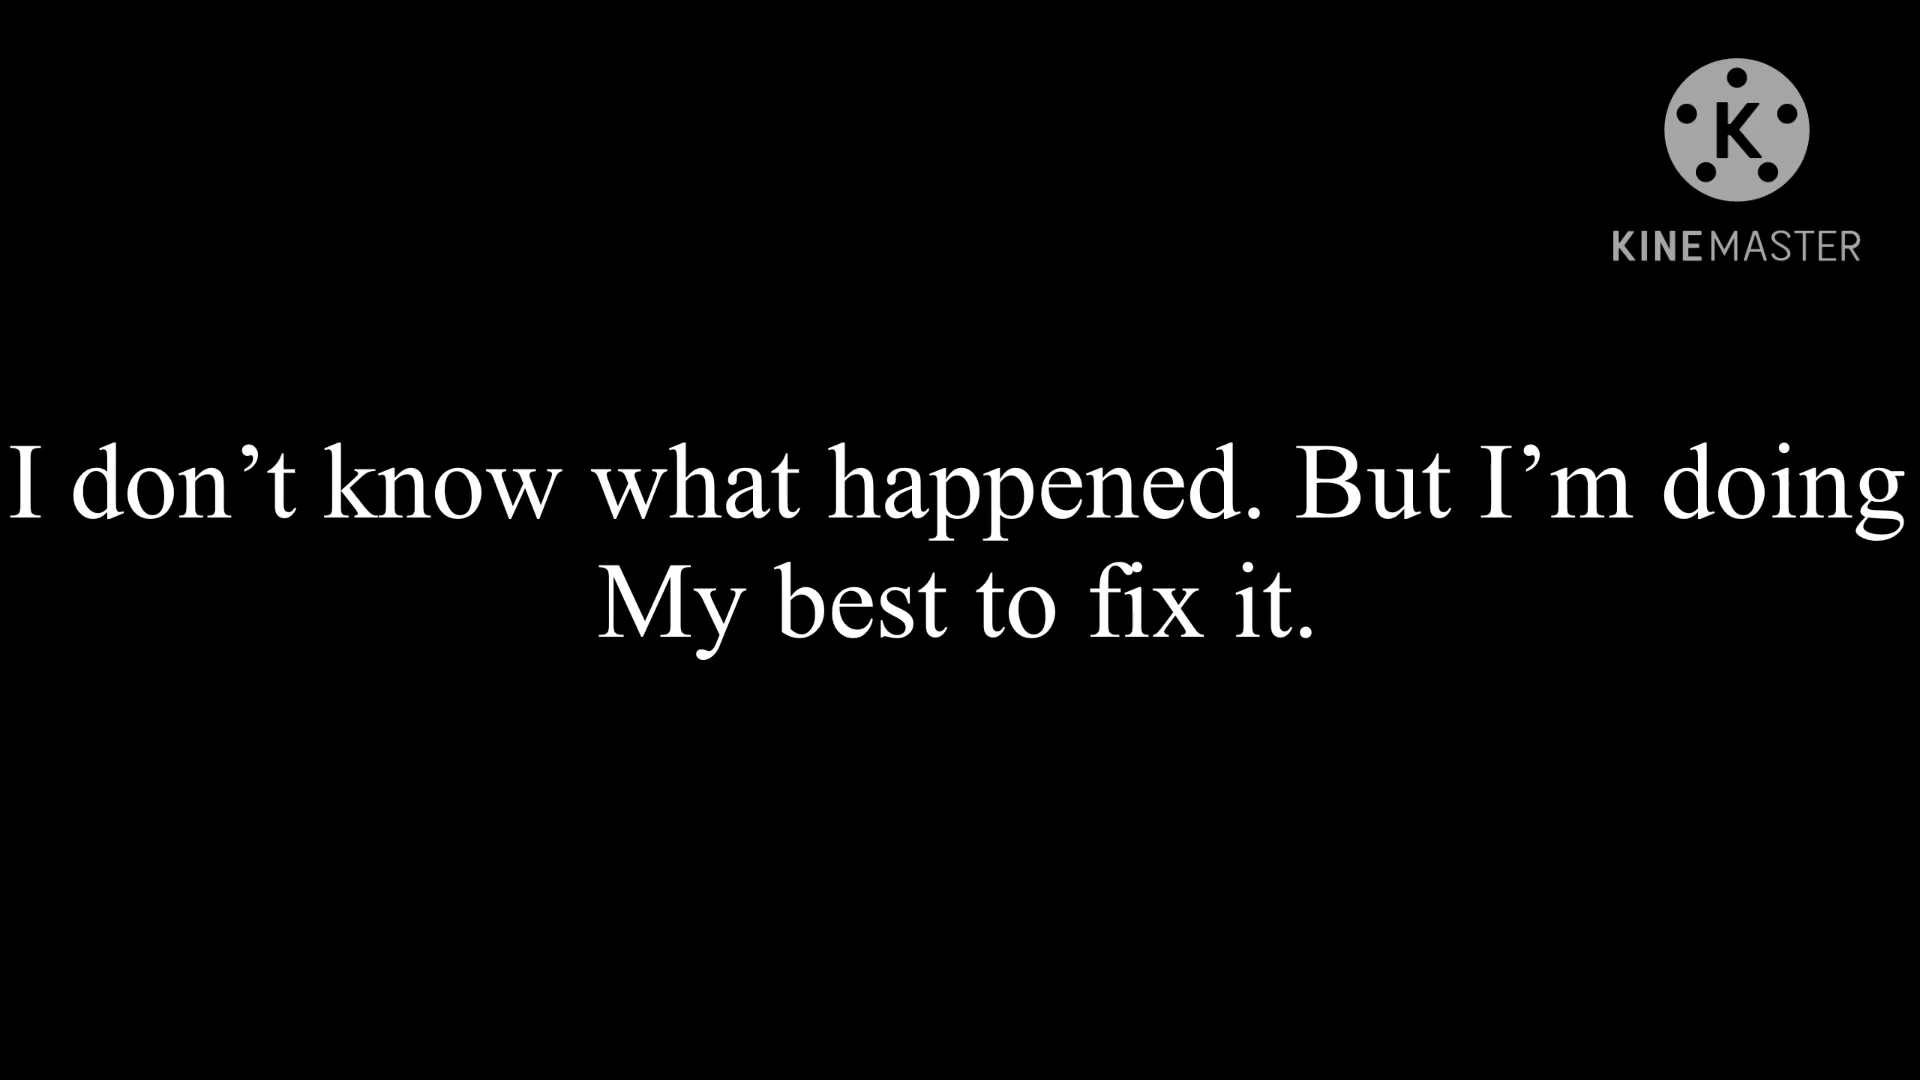 K
KINEMASTER
I don’t know what happened. But I’m doing
My best to fix it.